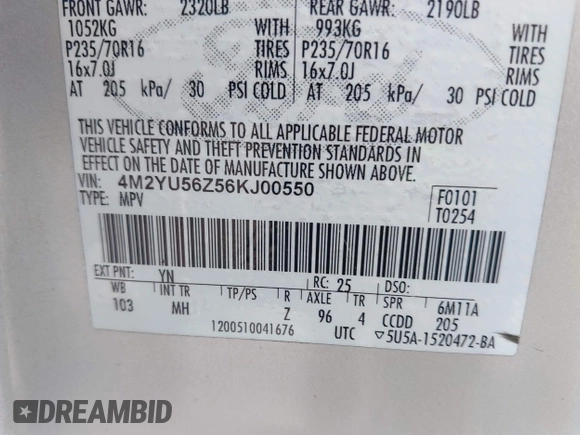 FRONT GAWR: 2320LB REAR GAWR: 2190LB
1052KG WITH 993KG WITH
P235/70R16 TIRES P235/70R16 TIRES
16x7.0J RIMS 16x7.0J RIMS
AT 205 kPa/ 30 PSI COLD AT 205 kPa/ 30 PSI COLD
THIS VEHICLE CONFORMS TO ALL APPLICABLE FEDERAL MOTOR
VEHICLE SAFETY AND THEFT PREVENTION STANDARDS IN
EFFECT ON THE DATE OF MANUFACTURE SHOWN ABOVE.
VIN: 4M2YU56Z56KJ00550
TYPE: MPV
F0101
T0254
EXT PNT: YN RC: 25 DSO:
WB INT TR TP/PS R AXLE TR SPR 6M11A
103 MH Z 96 4 CCDD 205
1200510041676 UTC ▽5U5A-1520472-BA
DREAMBID